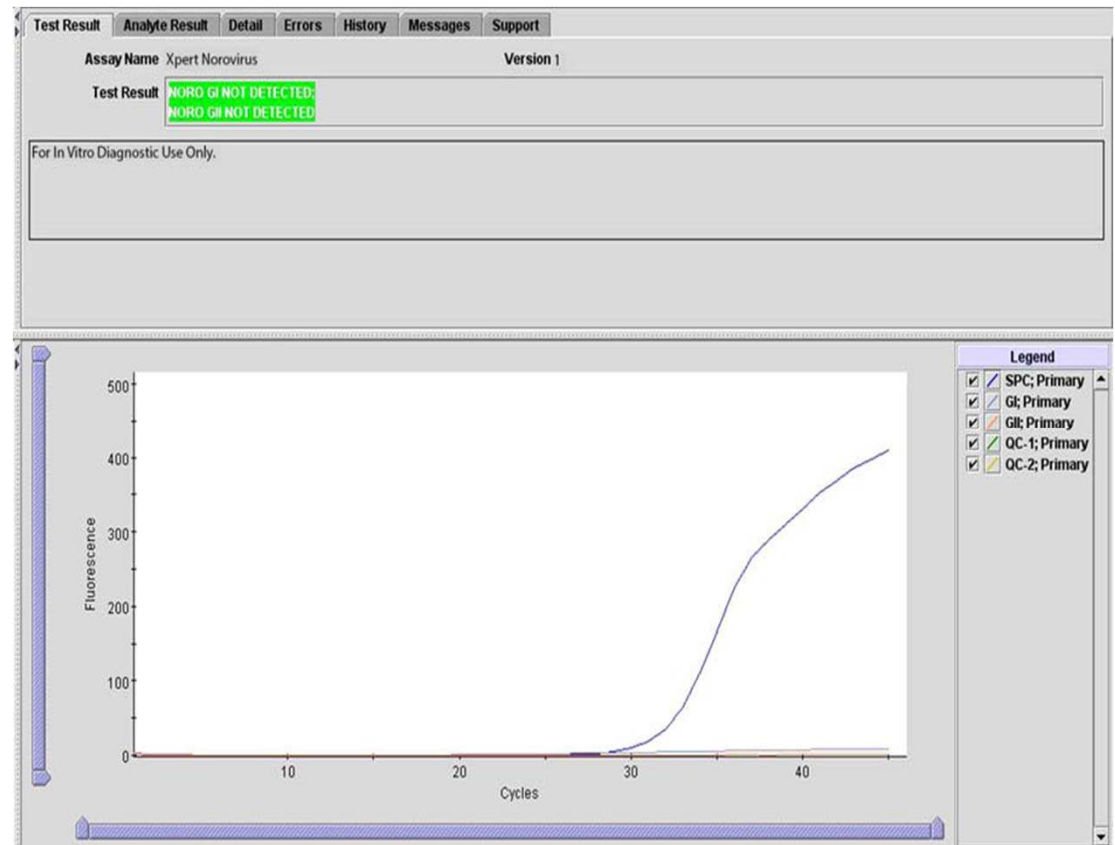 Test Result Analyte Result Detail Errors History Messages Support
Assay Name Xpert Norovirus Version 1
Test Result NORO GI NOT DETECTED;
NORO GII NOT DETECTED
For In Vitro Diagnostic Use Only.
Legend
SPC; Primary
GI; Primary
GII; Primary
QC-1; Primary
QC-2; Primary
500
400
300
200
100
0
Fluorescence
10 20 30 40
Cycles